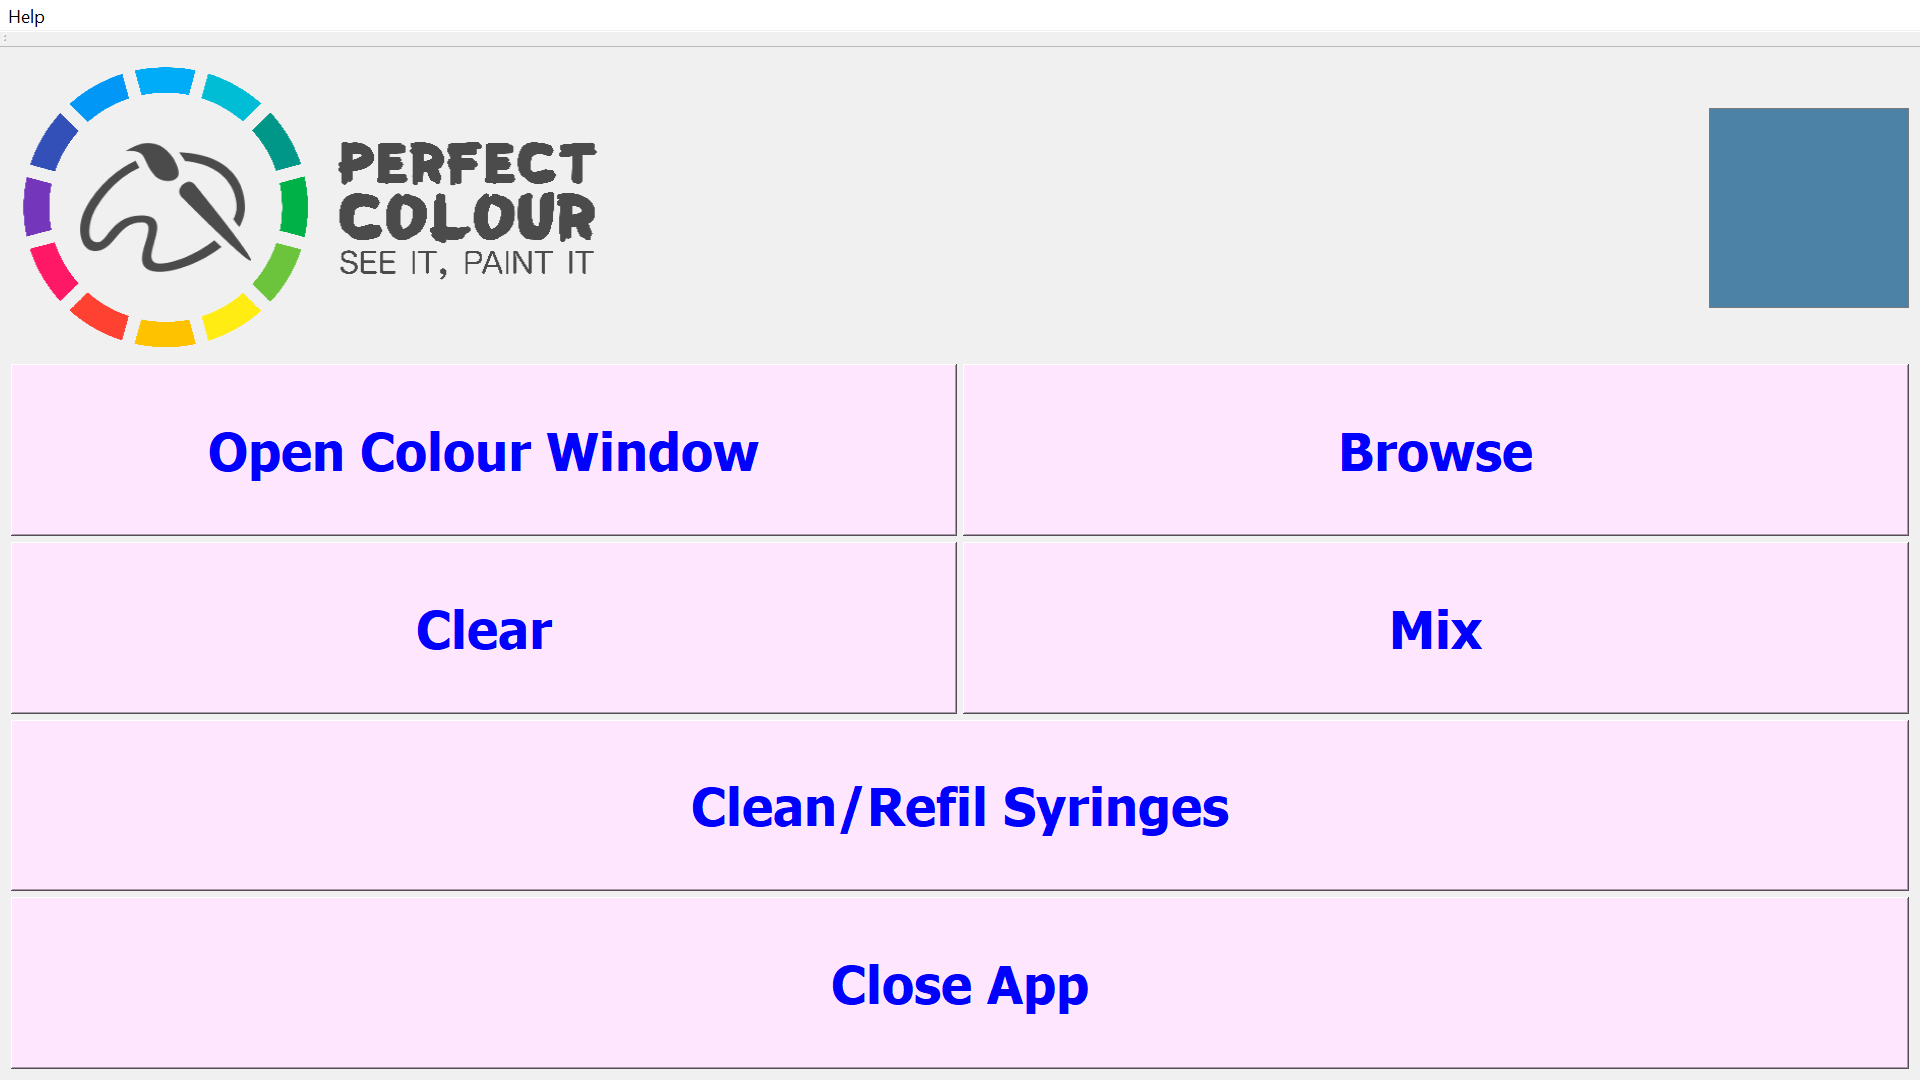 Help
PERFECT
COLOUR
SEE IT, PAINT IT
Open Colour Window
Browse
Clear
Mix
Clean/Refil Syringes
Close App